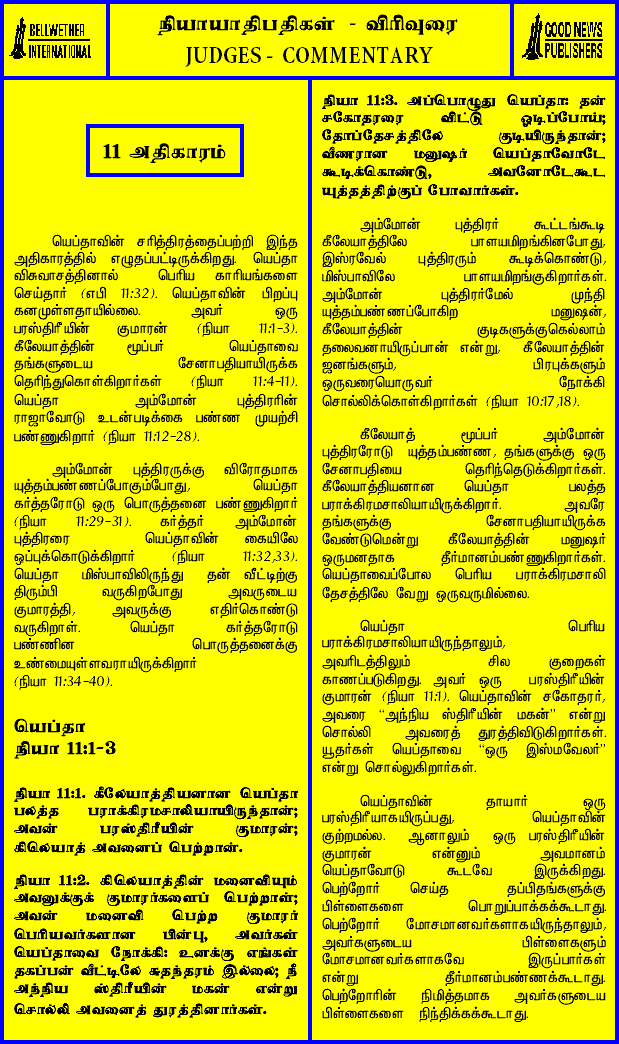 BELLWETHER
INTERNATIONAL
நியாயாதிபதிகள் - விரிவுரை
JUDGES - COMMENTARY
GOOD NEWS
PUBLISHERS
11 அதிகாரம்
யெப்தாவின் சரித்திரத்தைப்பற்றி இந்த
அதிகாரத்தில் எழுதப்பட்டிருக்கிறது. யெப்தா
விசுவாசத்தினால் பெரிய காரியங்களை
செய்தார் (எபி 11:32). யெப்தாவின் பிறப்பு
கனமுள்ளதாயில்லை. அவர் ஒரு
பரஸ்திரீயின் குமாரன் (நியா 11:1-3).
கீலேயாத்தின் மூப்பர் யெப்தாவை
தங்களுடைய சேனாபதியாயிருக்க
தெரிந்துகொள்கிறார்கள் (நியா 11:4-11).
யெப்தா அம்மோன் புத்திரரின்
ராஜாவோடு உடன்படிக்கை பண்ண முயற்சி
பண்ணுகிறார் (நியா 11:12-28).
அம்மோன் புத்திரருக்கு விரோதமாக
யுத்தம்பண்ணப்போகும்போது, யெப்தா
கர்த்தரோடு ஒரு பொருத்தனை பண்ணுகிறார்
(நியா 11:29-31). கர்த்தர் அம்மோன்
புத்திரரை யெப்தாவின் கையிலே
ஒப்புக்கொடுக்கிறார் (நியா 11:32,33).
யெப்தா மிஸ்பாவிலிருந்து தன் வீட்டிற்கு
திரும்பி வருகிறபோது அவருடைய
குமாரத்தி, அவருக்கு எதிர்கொண்டு
வருகிறாள். யெப்தா கர்த்தரோடு
பண்ணின பொருத்தனைக்கு
உண்மையுள்ளவராயிருக்கிறார்
(நியா 11:34-40).
யெப்தா
நியா 11:1-3
நியா 11:1. கீலேயாத்தியனான யெப்தா
பலத்த பராக்கிரமசாலியாயிருந்தான்;
அவன் பரஸ்திரீயின் குமாரன்;
கிலெயாத் அவனைப் பெற்றான்.
நியா 11:2. கிலெயாத்தின் மனைவியும்
அவனுக்குக் குமாரர்களைப் பெற்றாள்;
அவன் மனைவி பெற்ற குமாரர்
பெரியவர்களான பின்பு, அவர்கள்
யெப்தாவை நோக்கி: உனக்கு எங்கள்
தகப்பன் வீட்டிலே சுதந்தரம் இல்லை; நீ
அந்நிய ஸ்திரீயின் மகன் என்று
சொல்லி அவனைத் துரத்தினார்கள்.
நியா 11:3. அப்பொழுது யெப்தா: தன்
சகோதரரை விட்டு ஓடிப்போய்;
தோப்தேசத்திலே குடியிருந்தான்;
வீணரான மனுஷர் யெப்தாவோடே
கூடிக்கொண்டு, அவனோடேகூட
யுத்தத்திற்குப் போவார்கள்.
அம்மோன் புத்திரர் கூட்டங்கூடி
கீலேயாத்திலே பாளயமிறங்கினபோது,
இஸ்ரவேல் புத்திரரும் கூடிக்கொண்டு,
மிஸ்பாவிலே பாளயமிறங்குகிறார்கள்.
அம்மோன் புத்திரர்மேல் முந்தி
யுத்தம்பண்ணப்போகிற மனுஷன்,
கீலேயாத்தின் குடிகளுக்கெல்லாம்
தலைவனாயிருப்பான் என்று, கீலேயாத்தின்
ஜனங்களும், பிரபுக்களும்
ஒருவரையொருவர் நோக்கி
சொல்லிக்கொள்கிறார்கள் (நியா 10:17,18).
கீலேயாத் மூப்பர் அம்மோன்
புத்திரரோடு யுத்தம்பண்ண, தங்களுக்கு ஒரு
சேனாபதியை தெரிந்தெடுக்கிறார்கள்.
கீலேயாத்தியனான யெப்தா பலத்த
பராக்கிரமசாலியாயிருக்கிறார். அவரே
தங்களுக்கு சேனாபதியாயிருக்க
வேண்டுமென்று கீலேயாத்தின் மனுஷர்
ஒருமனதாக தீர்மானம்பண்ணுகிறார்கள்.
யெப்தாவைப்போல பெரிய பராக்கிரமசாலி
தேசத்திலே வேறு ஒருவருமில்லை.
யெப்தா பெரிய
பராக்கிரமசாலியாயிருந்தாலும்,
அவரிடத்திலும் சில குறைகள்
காணப்படுகிறது. அவர் ஒரு பரஸ்திரீயின்
குமாரன் (நியா 11:1). யெப்தாவின் சகோதரர்,
அவரை “அந்நிய ஸ்திரீயின் மகன்” என்று
சொல்லி அவரைத் துரத்திவிடுகிறார்கள்.
யூதர்கள் யெப்தாவை “ஒரு இஸ்மவேலர்”
என்று சொல்லுகிறார்கள்.
யெப்தாவின் தாயார் ஒரு
பரஸ்திரீயாகயிருப்பது, யெப்தாவின்
குற்றமல்ல. ஆனாலும் ஒரு பரஸ்திரீயின்
குமாரன் என்னும் அவமானம்
யெப்தாவோடு கூடவே இருக்கிறது.
பெற்றோர் செய்த தப்பிதங்களுக்கு
பிள்ளைகளை பொறுப்பாக்கக்கூடாது.
பெற்றோர் மோசமானவர்களாகயிருந்தாலும்,
அவர்களுடைய பிள்ளைகளும்
மோசமானவர்களாகவே இருப்பார்கள்
என்று தீர்மானம்பண்ணக்கூடாது.
பெற்றோரின் நிமித்தமாக அவர்களுடைய
பிள்ளைகளை நிந்திக்கக்கூடாது.